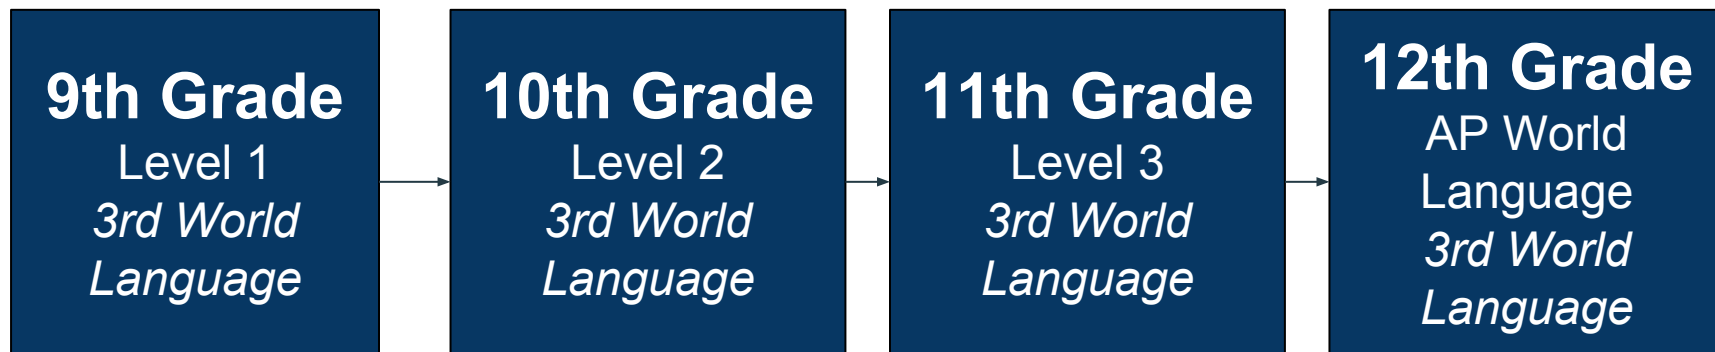 9th Grade
Level 1
3rd World
Language
10th Grade
Level 2
3rd World
Language
11th Grade
Level 3
3rd World
Language
12th Grade
AP World
Language
3rd World
Language